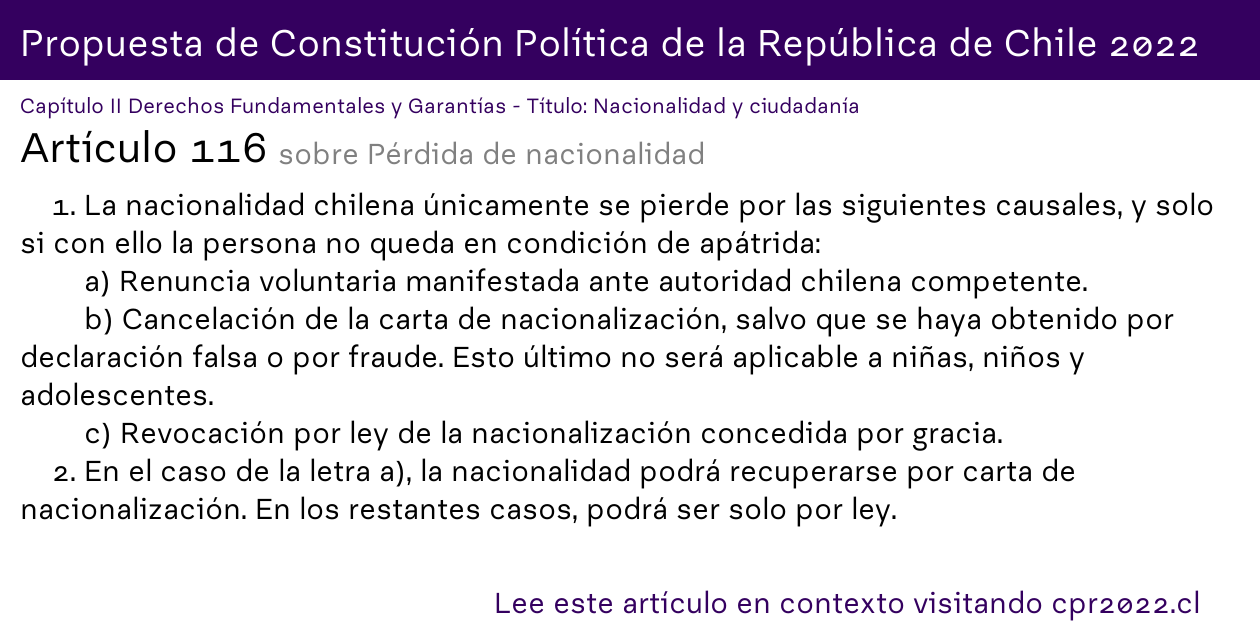 Propuesta de Constitución Política de la República de Chile 2022
Capítulo II Derechos Fundamentales y Garantías - Título: Nacionalidad y ciudadanía
Artículo 116 sobre Pérdida de nacionalidad
1. La nacionalidad chilena únicamente se pierde por las siguientes causales, y solo
si con ello la persona no queda en condición de apátrida:
a) Renuncia voluntaria manifestada ante autoridad chilena competente.
b) Cancelación de la carta de nacionalización, salvo que se haya obtenido por
declaración falsa o por fraude. Esto último no será aplicable a niñas, niños y
adolescentes.
c) Revocación por ley de la nacionalización concedida por gracia.
2. En el caso de la letra a), la nacionalidad podrá recuperarse por carta de
nacionalización. En los restantes casos, podrá ser solo por ley.
Lee este artículo en contexto visitando cpr2022.cl